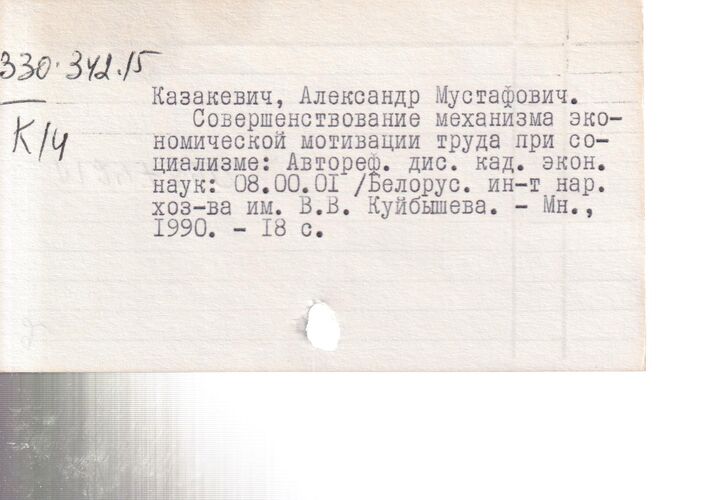 330.342.15
К/Ч
Казакевич, Александр Мустафович.
Совершенствование механизма эко-
номической мотивации труда при со-
циализме: Автореф. дис. кад. экон.
наук: 08.00.01 /Белорус. ин-т нар.
хоз-ва им. В.В. Куйбышева. - Мн.,
1990. - 18 с.